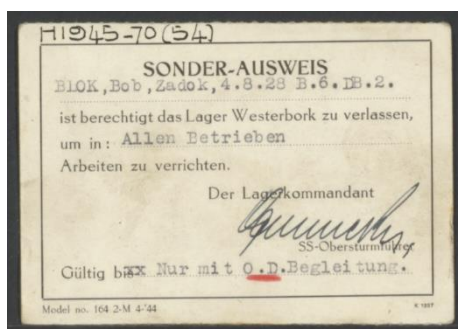 H1945-70(54)
SONDER-AUSWEIS
BLOK, Bob, Zadok, 4.8.28 B.6. DB.2.
ist berechtigt das Lager Westerbork zu verlassen,
um in: Allen Betrieben
Arbeiten zu verrichten.
Der Lagerkommandant
SS-Obersturmführer
Gültig bis xx Nur mit O.D.Begleitung.
Model no. 164 2-M 4-'44